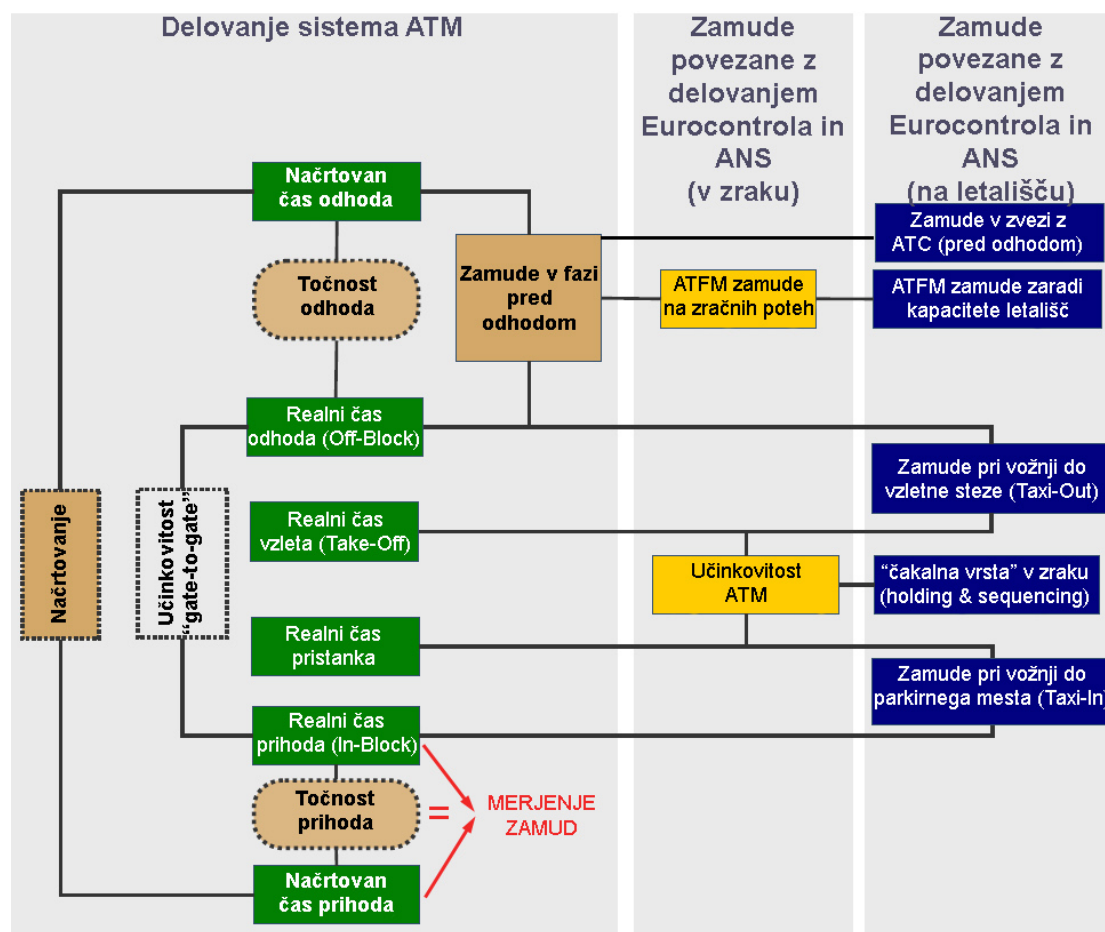 Delovanje sistema ATM
Zamude
povezane z
delovanjem
Eurocontrola in
ANS
(v zraku)
Zamude
povezane z
delovanjem
Eurocontrola in
ANS
(na letališču)
Načrtovan
čas odhoda
Točnost
odhoda
Zamude v fazi
pred
odhodom
ATFM zamude
na zračnih poteh
Zamude v zvezi z
ATC (pred odhodom)
ATFM zamude zaradi
kapacitete letališč
Realni čas
odhoda (Off-Block)
Načrtovanje
Učinkovitost
“gate-to-gate”
Zamude pri vožnji do
vzletne steze (Taxi-Out)
Realni čas
vzleta (Take-Off)
Učinkovitost
ATM
“čakalna vrsta” v zraku
(holding & sequencing)
Realni čas
pristanka
Zamude pri vožnji do
parkirnega mesta (Taxi-In)
Realni čas
prihoda (In-Block)
Točnost
prihoda
=
MERJENJE
ZAMUD
Načrtovan
čas prihoda